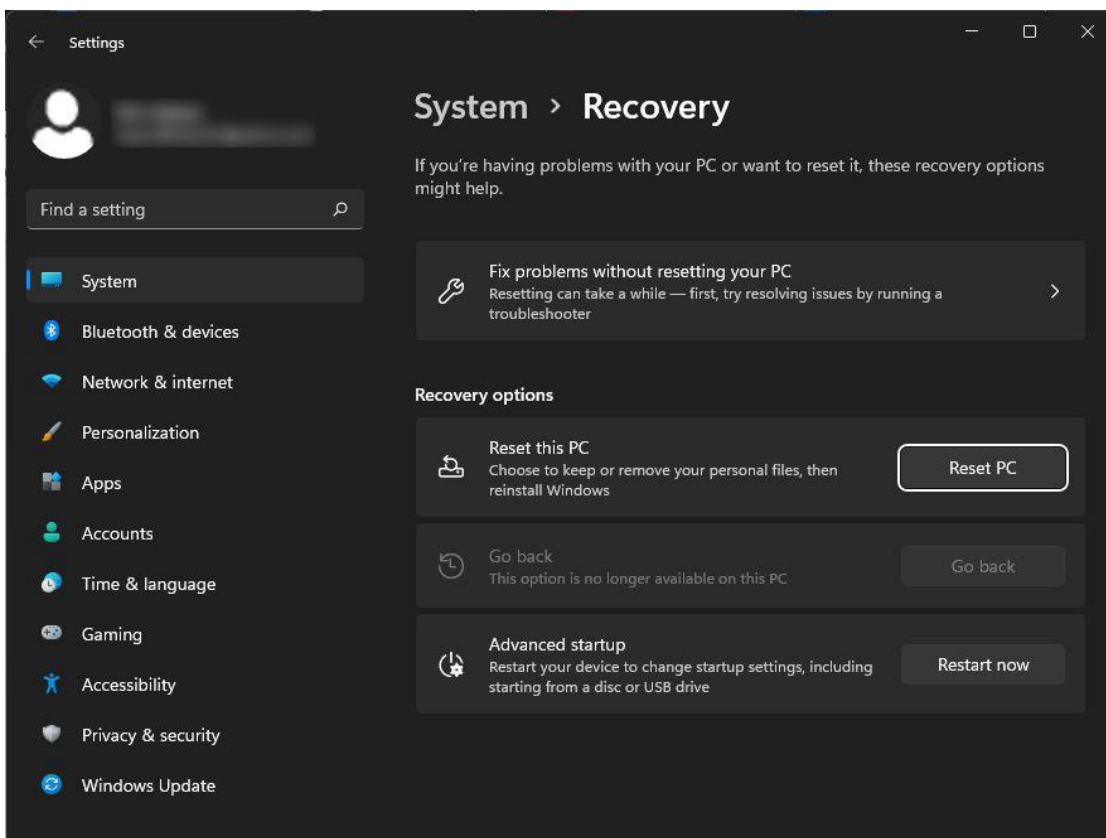 Settings
System > Recovery
If you're having problems with your PC or want to reset it, these recovery options
might help.
Find a setting
System
Bluetooth & devices
Network & internet
Personalization
Apps
Accounts
Time & language
Gaming
Accessibility
Privacy & security
Windows Update
Fix problems without resetting your PC
Resetting can take a while — first, try resolving issues by running a
troubleshooter
Recovery options
Reset this PC
Choose to keep or remove your personal files, then
reinstall Windows
Reset PC
Go back
This option is no longer available on this PC
Go back
Advanced startup
Restart your device to change startup settings, including
starting from a disc or USB drive
Restart now